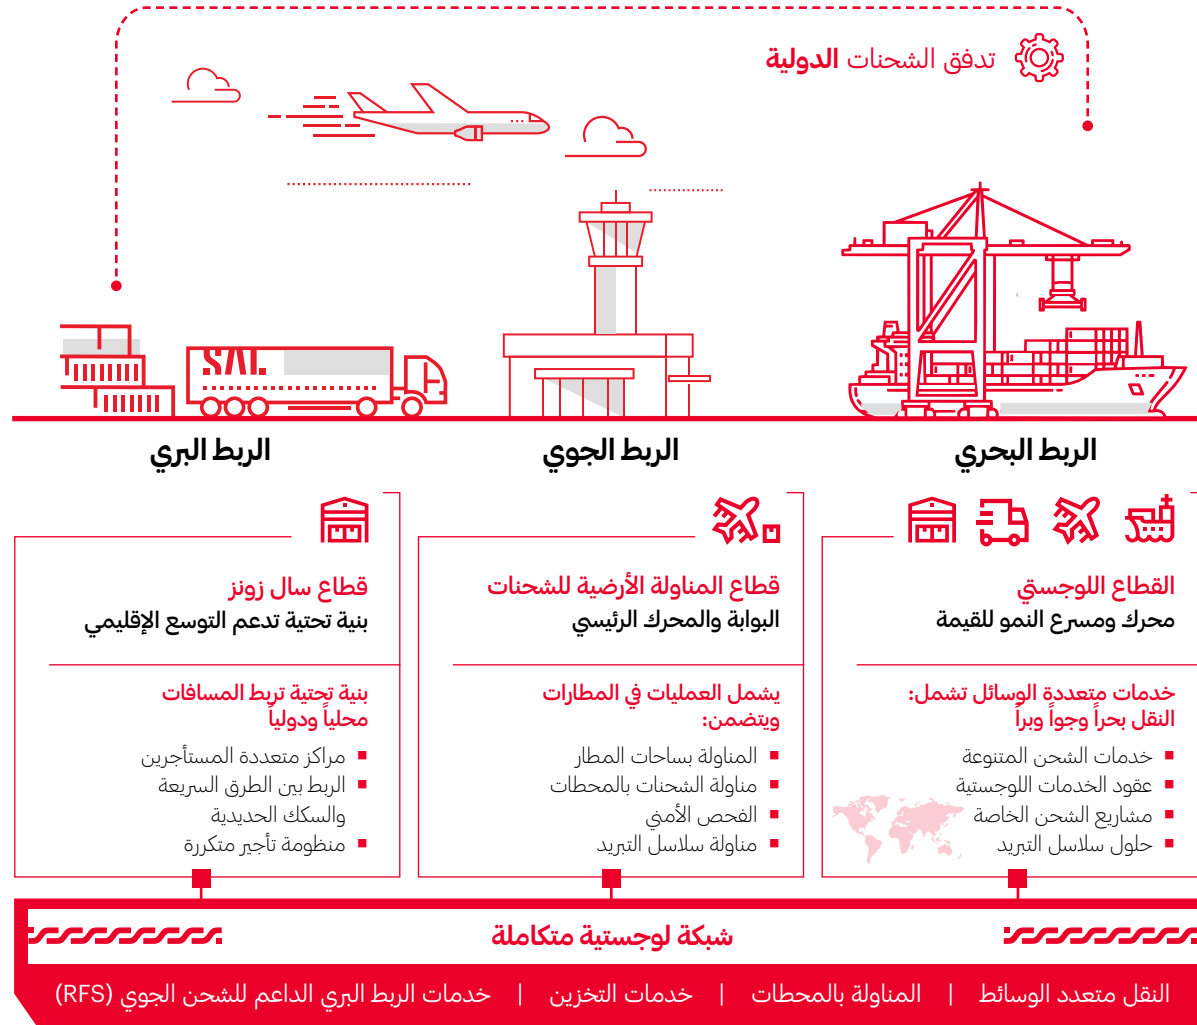 تدفق الشحنات الدولية
SAL
الربط البحري
الربط الجوي
الربط البري
القطاع اللوجستي
محرك ومسرع النمو للقيمة
خدمات متعددة الوسائل تشمل:
النقل بحراً وجواً وبراً
خدمات الشحن المتنوعة
عقود الخدمات اللوجستية
مشاريع الشحن الخاصة
حلول سلاسل التبريد
قطاع المناولة الأرضية للشحنات
البوابة والمحرك الرئيسي
يشمل العمليات في المطارات
ويتضمن:
المناولة بساحات المطار
مناولة الشحنات بالمحطات
الفحص الأمني
مناولة سلاسل التبريد
قطاع سال زونز
بنية تحتية تدعم التوسع الإقليمي
بنية تحتية تربط المسافات
محلياً ودولياً
مراكز متعددة المستأجرين
الربط بين الطرق السريعة
والسكك الحديدية
منظومة تأجير متكررة
شبكة لوجستية متكاملة
النقل متعدد الوسائط | المناولة بالمحطات | خدمات التخزين | خدمات الربط البري الداعم للشحن الجوي (RFS)